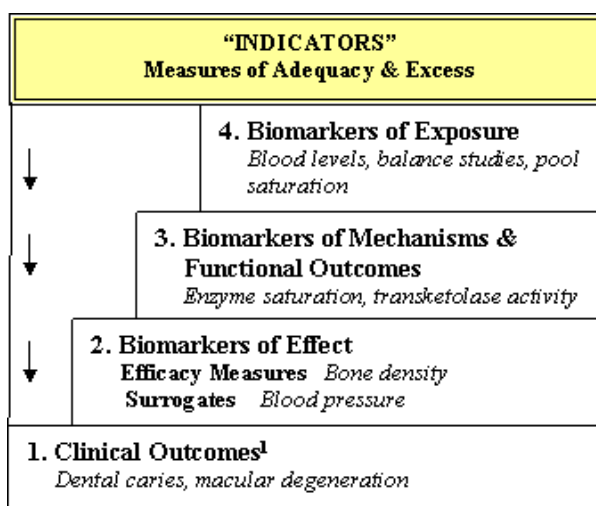 “INDICATORS”
Measures of Adequacy & Excess
4. Biomarkers of Exposure
Blood levels, balance studies, pool
saturation
3. Biomarkers of Mechanisms &
Functional Outcomes
Enzyme saturation, transketolase activity
2. Biomarkers of Effect
Efficacy Measures Bone density
Surrogates Blood pressure
1. Clinical Outcomes¹
Dental caries, macular degeneration